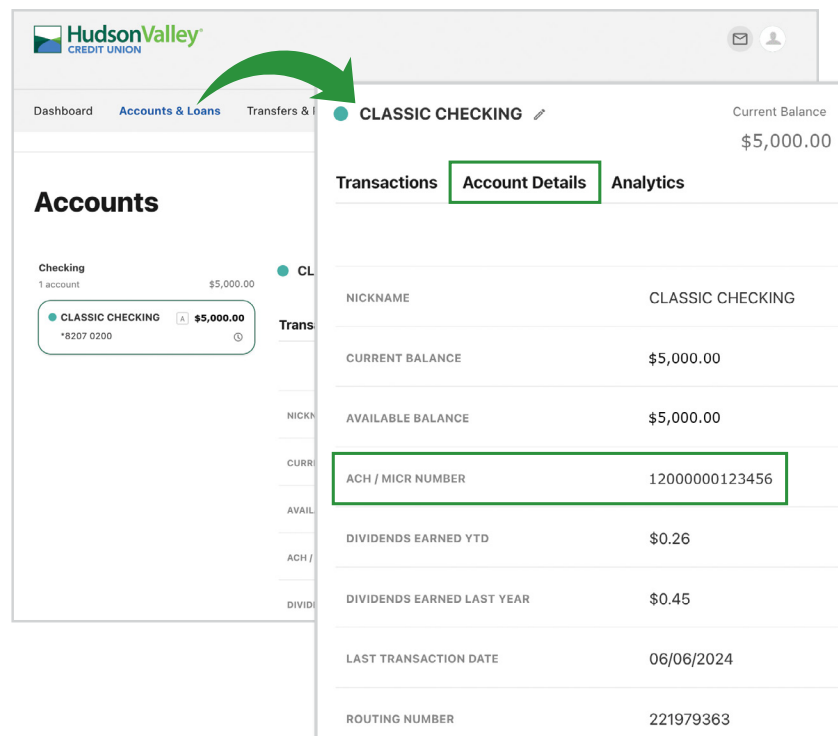 HudsonValley
CREDIT UNION
Dashboard Accounts & Loans Transfers &
Accounts
Checking
1 account $5,000.00
CLASSIC CHECKING A $5,000.00
*8207 0200
CL
Trans
NICKN
CURR
AVAIL
ACH /
DIVID
CLASSIC CHECKING Current Balance
$5,000.00
Transactions Account Details Analytics
NICKNAME CLASSIC CHECKING
CURRENT BALANCE $5,000.00
AVAILABLE BALANCE $5,000.00
ACH / MICR NUMBER 12000000123456
DIVIDENDS EARNED YTD $0.26
DIVIDENDS EARNED LAST YEAR $0.45
LAST TRANSACTION DATE 06/06/2024
ROUTING NUMBER 221979363